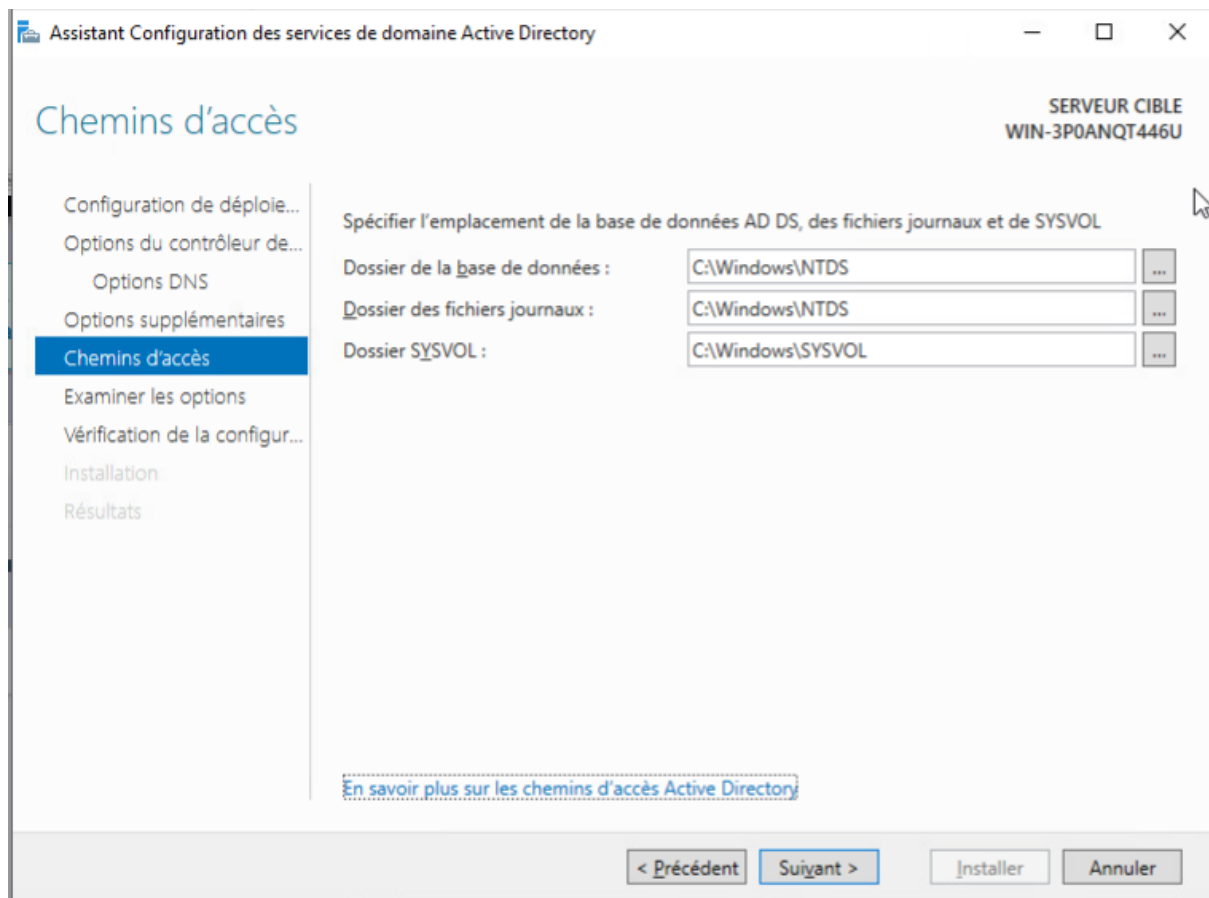 Assistant Configuration des services de domaine Active Directory
Chemins d'accès
SERVEUR CIBLE
WIN-3P0ANQT446U
Configuration de déploie...
Options du contrôleur de...
Options DNS
Options supplémentaires
Chemins d'accès
Examiner les options
Vérification de la configur...
Installation
Résultats
Spécifier l'emplacement de la base de données AD DS, des fichiers journaux et de SYSVOL
Dossier de la base de données : C:\Windows\NTDS ...
Dossier des fichiers journaux : C:\Windows\NTDS ...
Dossier SYSVOL : C:\Windows\SYSVOL ...
En savoir plus sur les chemins d'accès Active Directory
< Précédent Suivant > Installer Annuler